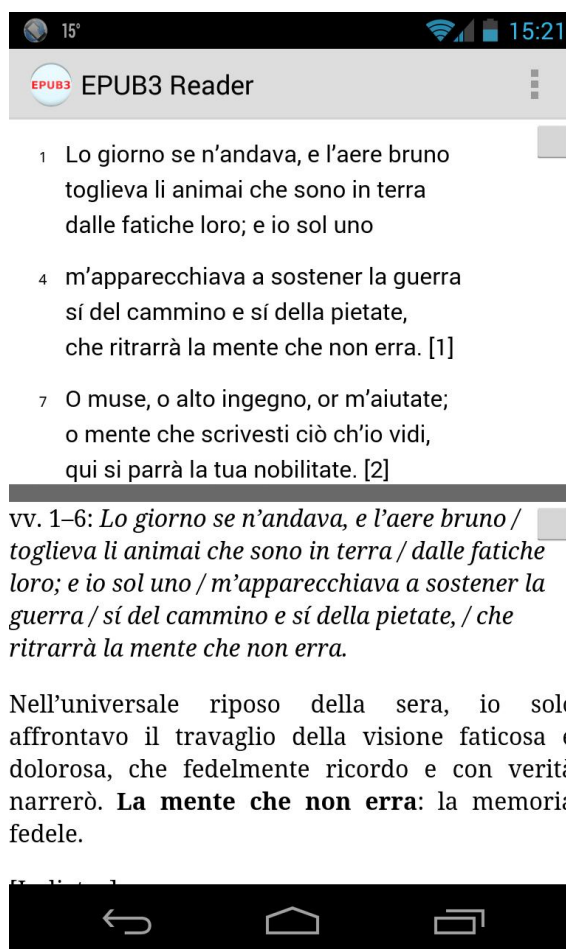 15°
15:21
EPUB3
EPUB3 Reader
1 Lo giorno se n’andava, e l’aere bruno
toglieva li animai che sono in terra
dalle fatiche loro; e io sol uno
4 m’apparecchiava a sostener la guerra
sí del cammino e sí della pietate,
che ritrarrà la mente che non erra. [1]
7 O muse, o alto ingegno, or m’aiutate;
o mente che scrivesti ciò ch’io vidi,
qui si parrà la tua nobilitate. [2]
vv. 1–6: Lo giorno se n’andava, e l’aere bruno /
toglieva li animai che sono in terra / dalle fatiche
loro; e io sol uno / m’apparecchiava a sostener la
guerra / sí del cammino e sí della pietate, / che
ritrarrà la mente che non erra.
Nell’universale riposo della sera, io solo
affrontavo il travaglio della visione faticosa e
dolorosa, che fedelmente ricordo e con verità
narrerò. La mente che non erra: la memoria
fedele.